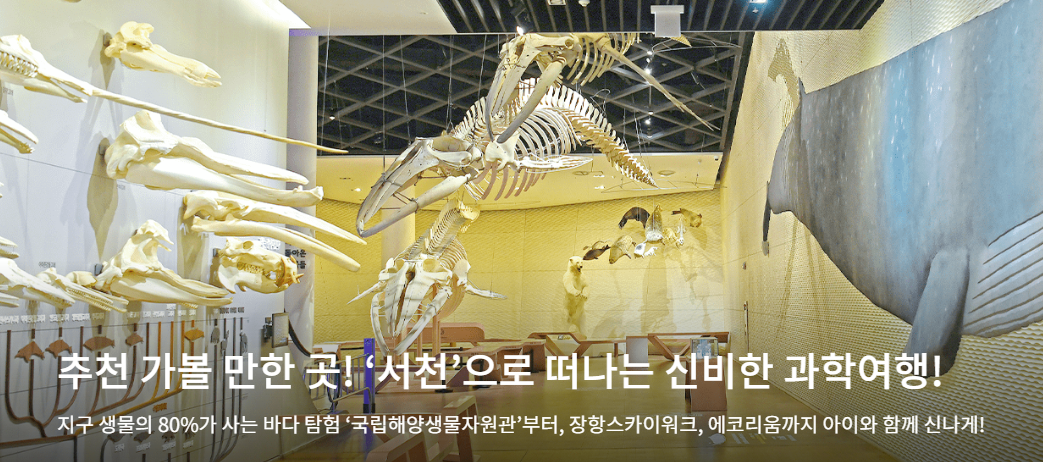 추천 가볼 만한 곳! ‘서천’으로 떠나는 신비한 과학여행!
지구 생물의 80%가 사는 바다 탐험 ‘국립해양생물자원관’부터, 장항스카이워크, 에코리움까지 아이와 함께 신나게!